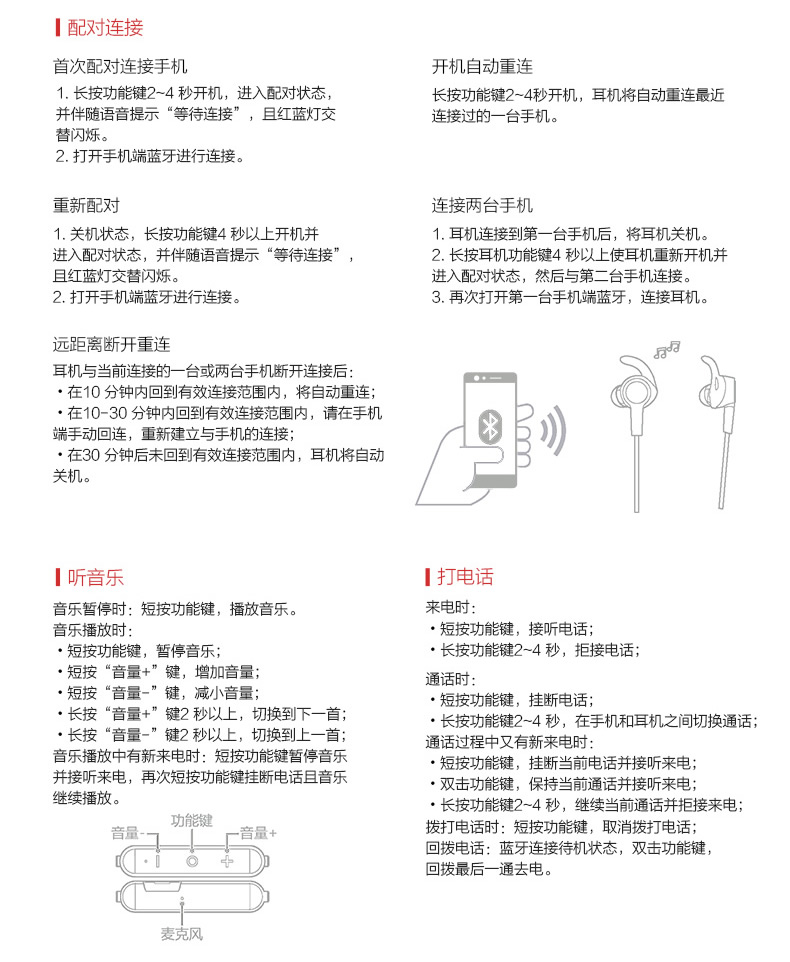 配对连接
首次配对连接手机
1. 长按功能键2~4 秒开机，进入配对状态，
并伴随语音提示“等待连接”，且红蓝灯交
替闪烁。
2. 打开手机端蓝牙进行连接。
开机自动重连
长按功能键2~4秒开机，耳机将自动重连最近
连接过的一台手机。
重新配对
1. 关机状态，长按功能键4 秒以上开机并
进入配对状态，并伴随语音提示“等待连接”，
且红蓝灯交替闪烁。
2. 打开手机端蓝牙进行连接。
连接两台手机
1. 耳机连接到第一台手机后，将耳机关机。
2. 长按耳机功能键4 秒以上使耳机重新开机并
进入配对状态，然后与第二台手机连接。
3. 再次打开第一台手机端蓝牙，连接耳机。
远距离断开重连
耳机与当前连接的一台或两台手机断开连接后：
•在10 分钟内回到有效连接范围内，将自动重连；
•在10-30 分钟内回到有效连接范围内，请在手机
端手动回连，重新建立与手机的连接；
•在30 分钟后未回到有效连接范围内，耳机将自动
关机。
听音乐
音乐暂停时：短按功能键，播放音乐。
音乐播放时：
•短按功能键，暂停音乐；
•短按“音量+”键，增加音量；
•短按“音量-”键，减小音量；
•长按“音量+”键2 秒以上，切换到下一首；
•长按“音量-”键2 秒以上，切换到上一首；
音乐播放中有新来电时：短按功能键暂停音乐
并接听来电，再次短按功能键挂断电话且音乐
继续播放。
功能键
音量-
音量+
麦克风
打电话
来电时：
•短按功能键，接听电话；
•长按功能键2~4 秒，拒接电话；
通话时：
•短按功能键，挂断电话；
•长按功能键2~4 秒，在手机和耳机之间切换通话；
通话过程中又有新来电时：
•短按功能键，挂断当前电话并接听来电；
•双击功能键，保持当前通话并接听来电；
•长按功能键2~4 秒，继续当前通话并拒接来电；
拨打电话时：短按功能键，取消拨打电话；
回拨电话：蓝牙连接待机状态，双击功能键，
回拨最后一通去电。